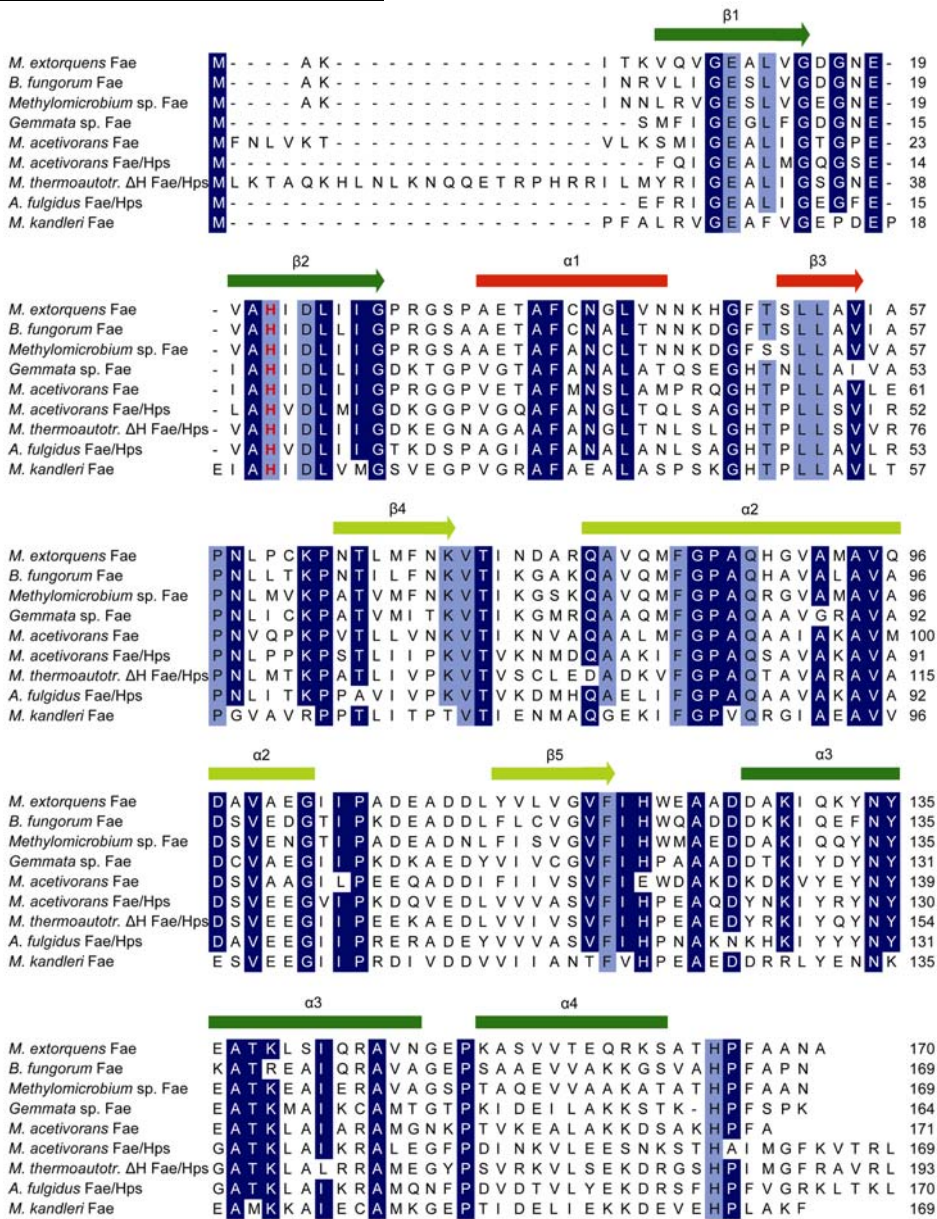 β1
M. extorquens Fae M - - - - A K - - - - - - - - - - - - - - - I T K V Q V G E A L V G D G N E - 19
B. fungorum Fae M - - - - A K - - - - - - - - - - - - - - - I N R V L I G E S L V G D G N E - 19
Methylomicrobium sp. Fae M - - - - A K - - - - - - - - - - - - - - - I N N L R V G E S L V G E G N E - 19
Gemmata sp. Fae M - - - - - - - - - - - - - - - - - - - - - - - S M F I G E G L F G D G N E - 15
M. acetivorans Fae M F N L V K T - - - - - - - - - - - - - - - V L K S M I G E A L I G T G P E - 23
M. acetivorans Fae/Hps M - - - - - - - - - - - - - - - - - - - - - - - - F Q I G E A L M G Q G S E - 14
M. thermoautotr. ΔH Fae/Hps M L K T A Q K H L N L K N Q Q E T R P H R R I L M Y R I G E A L I G S G N E - 38
A. fulgidus Fae/Hps M - - - - - - - - - - - - - - - - - - - - - - - E F R I G E A L I G E G F E - 15
M. kandleri Fae M - - - - - - - - - - - - - - - - - - - - - P F A L R V G E A F V G E P D E P 18
β2 α1 β3
M. extorquens Fae - V A H I D L I I G P R G S P A E T A F C N G L V N N K H G F T S L L A V I A 57
B. fungorum Fae - V A H I D L L I G P R G S A A E T A F C N A L T N N K D G F T S L L A V I A 57
Methylomicrobium sp. Fae - V A H I D L I I G P R G S A A E T A F A N C L T N N K D G F S S L L A V V A 57
Gemmata sp. Fae - I A H I D L L I G D K T G P V G T A F A N A L A T Q S E G H T N L L A I V A 53
M. acetivorans Fae - I A H I D L L I G P R G G P V E T A F M N S L A M P R Q G H T P L L A V L E 61
M. acetivorans Fae/Hps - L A H V D L M I G D K G G P V G Q A F A N G L T Q L S A G H T P L L S V I R 52
M. thermoautotr. ΔH Fae/Hps - V A H I D L I I G D K E G N A G A A F A N G L T N L S L G H T P L L S V V R 76
A. fulgidus Fae/Hps - V A H V D L I I G T K D S P A G I A F A N A L A N L S A G H T P L L A V L R 53
M. kandleri Fae E I A H I D L V M G S V E G P V G R A F A E A L A S P S K G H T P L L A V L T 57
β4 α2
M. extorquens Fae P N L P C K P N T L M F N K V T I N D A R Q A V Q M F G P A Q H G V A M A V Q 96
B. fungorum Fae P N L L T K P N T I L F N K V T I K G A K Q A V Q M F G P A Q H A V A L A V A 96
Methylomicrobium sp. Fae P N L M V K P A T V M F N K V T I K G S K Q A V Q M F G P A Q R G V A M A V A 96
Gemmata sp. Fae P N L I C K P A T V M I T K V T I K G M R Q A A Q M F G P A Q A A V G R A V A 92
M. acetivorans Fae P N V Q P K P V T L L V N K V T I K N V A Q A A L M F G P A Q A A I A K A V M 100
M. acetivorans Fae/Hps P N L P P K P S T L I I P K V T V K N M D Q A A K I F G P A Q S A V A K A V A 91
M. thermoautotr. ΔH Fae/Hps P N L M T K P A T L I V P K V T V S C L E D A D K V F G P A Q T A V A R A V A 115
A. fulgidus Fae/Hps P N L I T K P P A V I V P K V T V K D M H Q A E L I F G P A Q A A V A K A V A 92
M. kandleri Fae P G V A V R P P T L I T P T V T I E N M A Q G E K I F G P V Q R G I A E A V V 96
α2 β5 α3
M. extorquens Fae D A V A E G I I P A D E A D D L Y V L V G V F I H W E A A D D A K I Q K Y N Y 135
B. fungorum Fae D S V E D G T I P K D E A D D L F L C V G V F I H W Q A D D D K K I Q E F N Y 135
Methylomicrobium sp. Fae D S V E N G T I P A D E A D N L F I S V G V F I H W M A E D D A K I Q Q Y N Y 135
Gemmata sp. Fae D C V A E G I I P K D K A E D Y V I V C G V F I H P A A A D D T K I Y D Y N Y 131
M. acetivorans Fae D S V A A G I L P E E Q A D D I F I I V S V F I E W D A K D K D K V Y E Y N Y 139
M. acetivorans Fae/Hps D S V E E G V I P K D Q V E D L V V V A S V F I H P E A Q D Y N K I Y R Y N Y 130
M. thermoautotr. ΔH Fae/Hps D S V E E G I I P E E K A E D L V V I V S V F I H P E A E D Y R K I Y Q Y N Y 154
A. fulgidus Fae/Hps D A V E E G I I P R E R A D E Y V V V A S V F I H P N A K N K H K I Y Y Y N Y 131
M. kandleri Fae E S V E E G I I P R D I V D D V V I I A N T F V H P E A E D D R R L Y E N N K 135
α3 α4
M. extorquens Fae E A T K L S I Q R A V N G E P K A S V V T E Q R K S A T H P F A A N A 170
B. fungorum Fae K A T R E A I Q R A V A G E P S A A E V V A K K G S V A H P F A P N 169
Methylomicrobium sp. Fae E A T K E A I E R A V A G S P T A Q E V V A A K A T A T H P F A A N 169
Gemmata sp. Fae E A T K M A I K C A M T G T P K I D E I L A K K S T K - H P F S P K 164
M. acetivorans Fae E A T K L A I A R A M G N K P T V K E A L A K K D S A K H P F A 171
M. acetivorans Fae/Hps G A T K L A I K R A L E G F P D I N K V L E E S N K S T H A I M G F K V T R L 169
M. thermoautotr. ΔH Fae/Hps G A T K L A L R R A M E G Y P S V R K V L S E K D R G S H P I M G F R A V R L 193
A. fulgidus Fae/Hps G A T K L A I K R A M Q N F P D V D T V L Y E K D R S F H P F V G R K L T K L 170
M. kandleri Fae E A M K K A I E C A M K G E P T I D E L I E K K D E V E H P L A K F 169